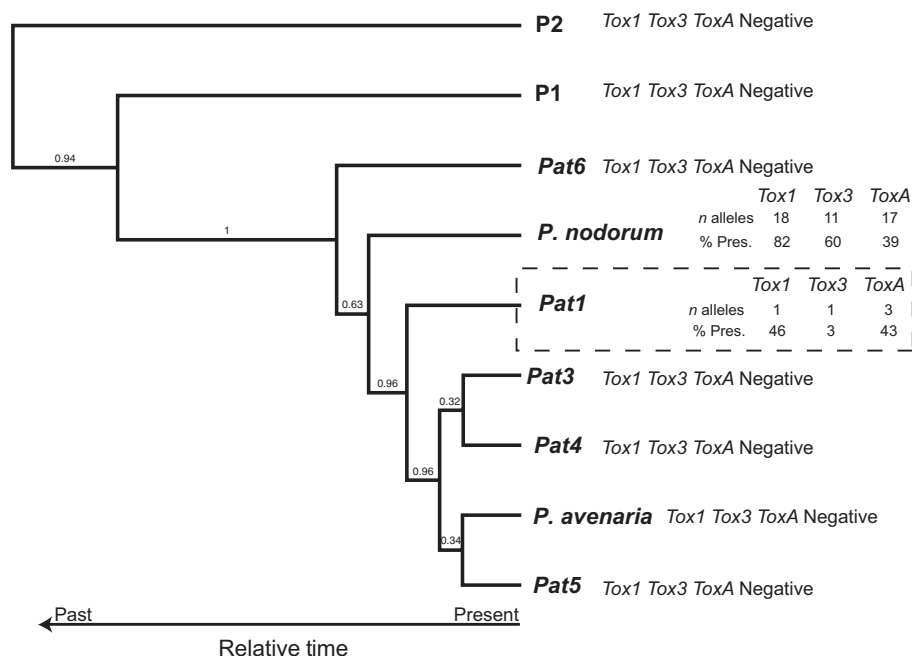 P2 Tox1 Tox3 ToxA Negative
P1 Tox1 Tox3 ToxA Negative
0.94
Pat6 Tox1 Tox3 ToxA Negative
Tox1 Tox3 ToxA
n alleles 18 11 17
P. nodorum % Pres. 82 60 39
1
Tox1 Tox3 ToxA
Pat1 n alleles 1 1 3
0.63
% Pres. 46 3 43
Pat3 Tox1 Tox3 ToxA Negative
0.96
0.32
Pat4 Tox1 Tox3 ToxA Negative
0.96
P. avenaria Tox1 Tox3 ToxA Negative
0.34
Pat5 Tox1 Tox3 ToxA Negative
Past Present
Relative time